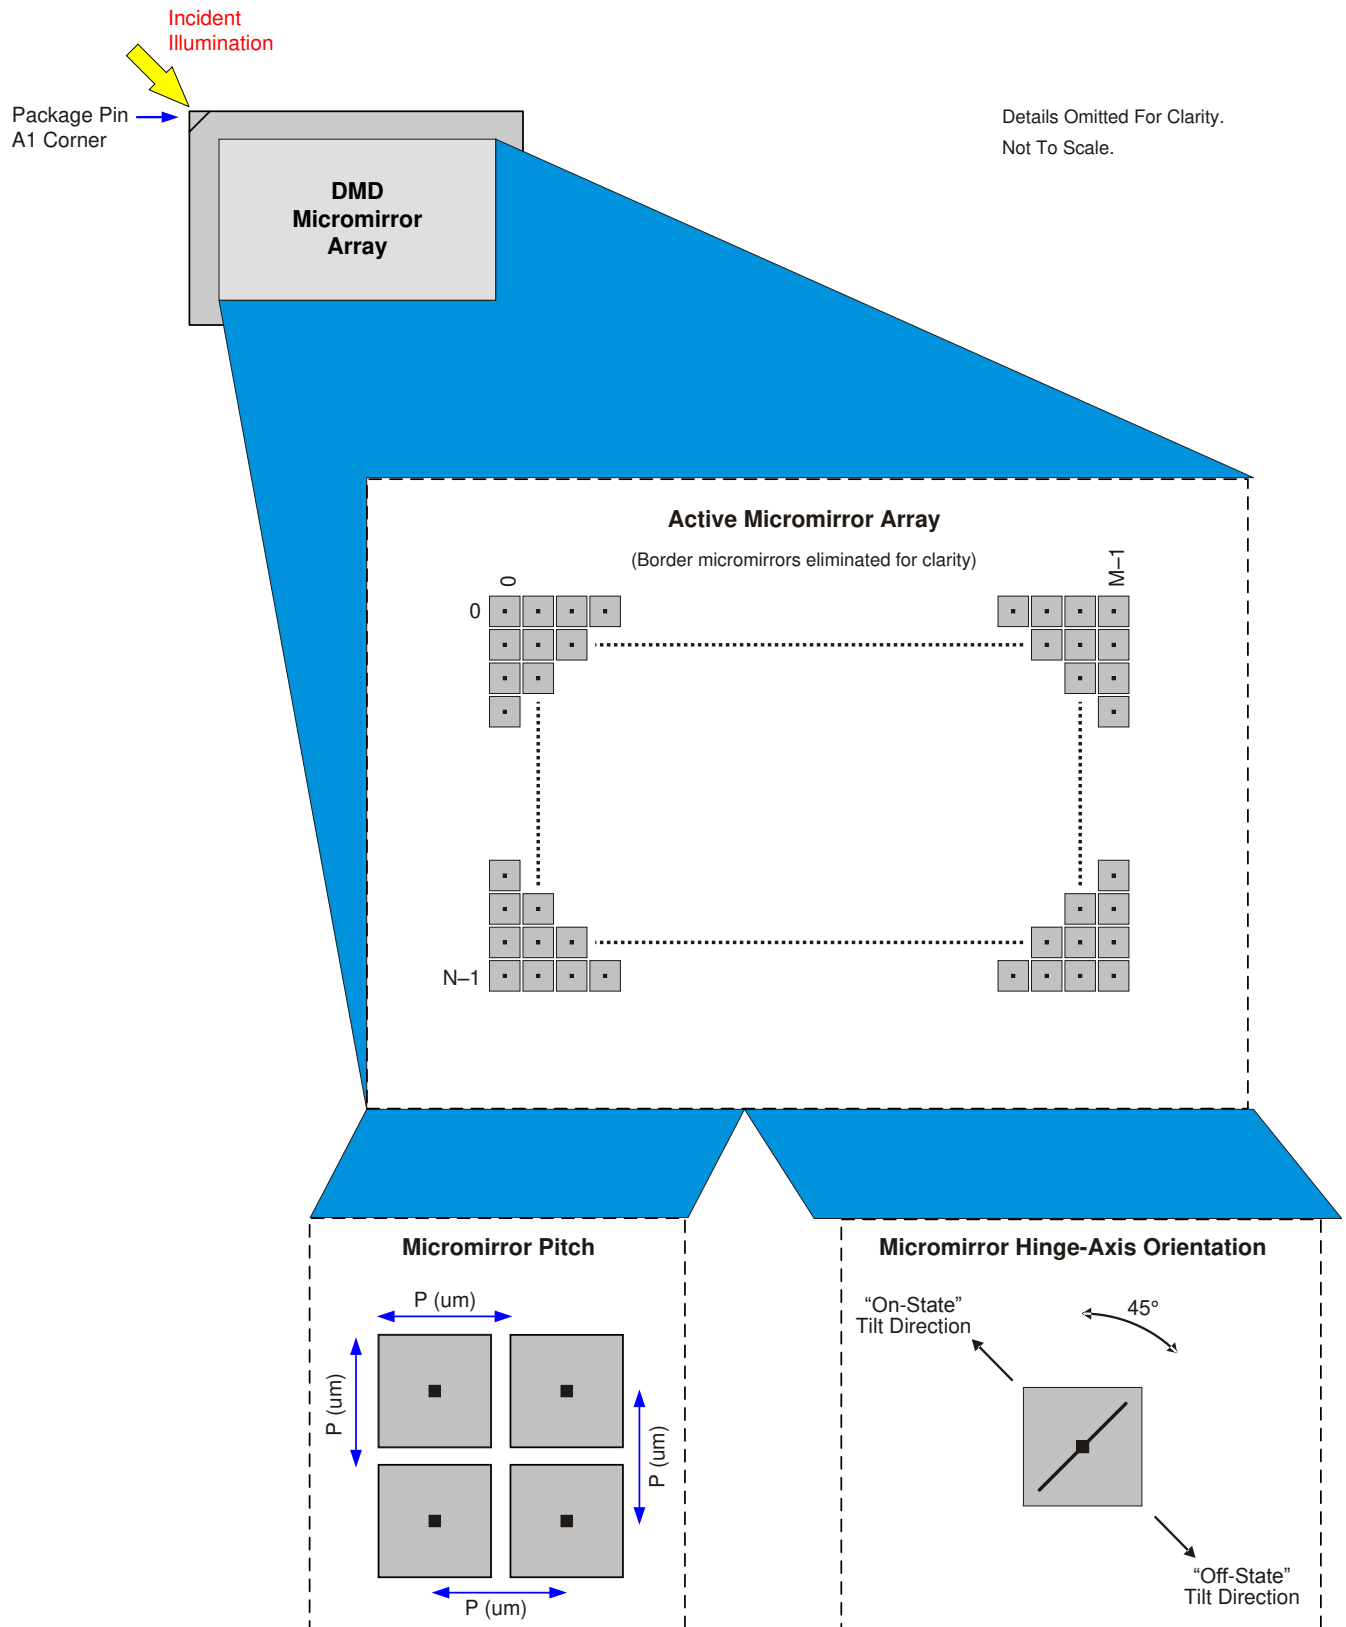 Incident
Illumination
Package Pin
A1 Corner
Details Omitted For Clarity.
Not To Scale.
DMD
Micromirror
Array
Active Micromirror Array
(Border micromirrors eliminated for clarity)
0
M–1
0
N–1
Micromirror Pitch
P (um)
P (um)
P (um)
P (um)
Micromirror Hinge-Axis Orientation
“On-State”
Tilt Direction
45°
“Off-State”
Tilt Direction